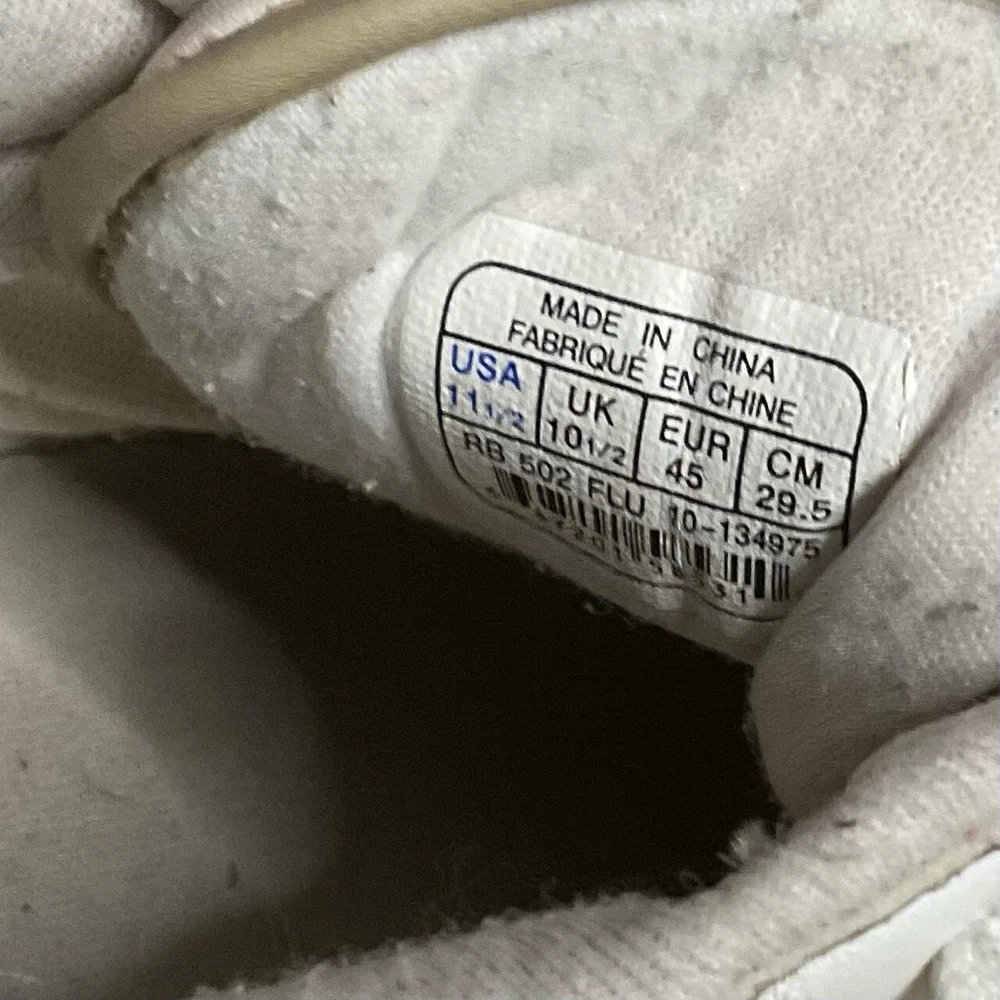 MADE IN CHINA
FABRIQUÉ EN CHINE
USA UK EUR CM
11 1/2 10 1/2 45 29.5
RB 502 FLU 10-134975